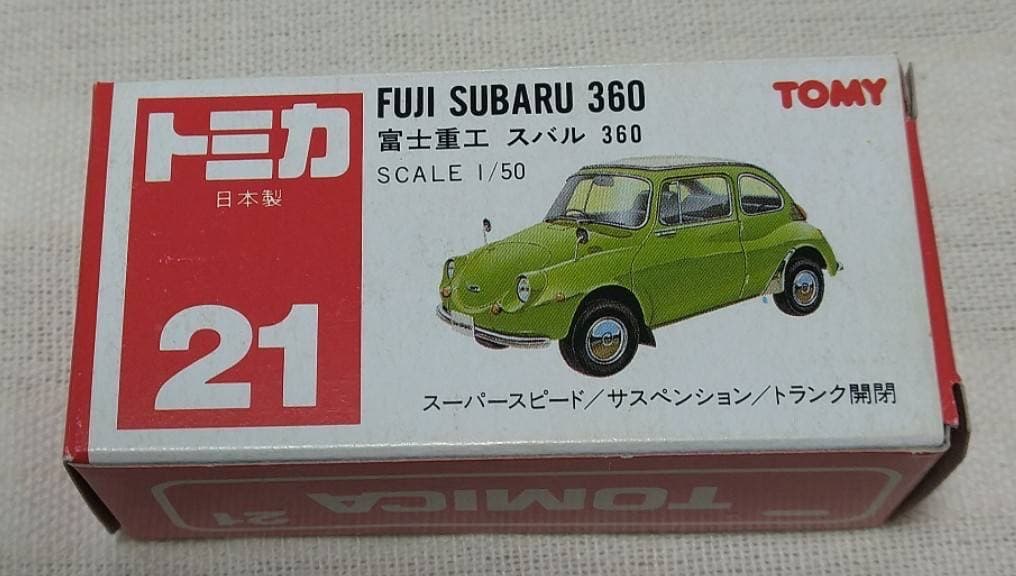 トミカ
日本製
21
FUJI SUBARU 360
富士重工 スバル 360
SCALE 1/50
TOMY
スーパースピード/サスペンション/トランク開閉
TOMICA 21